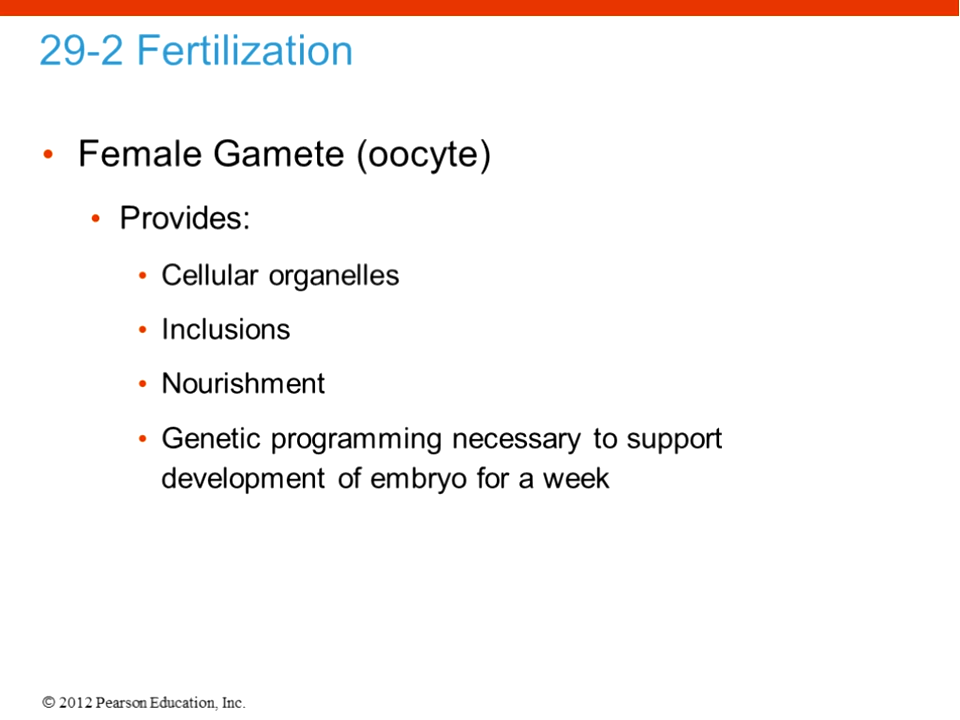 29-2 Fertilization
• Female Gamete (oocyte)
• Provides:
• Cellular organelles
• Inclusions
• Nourishment
• Genetic programming necessary to support
development of embryo for a week
© 2012 Pearson Education, Inc.